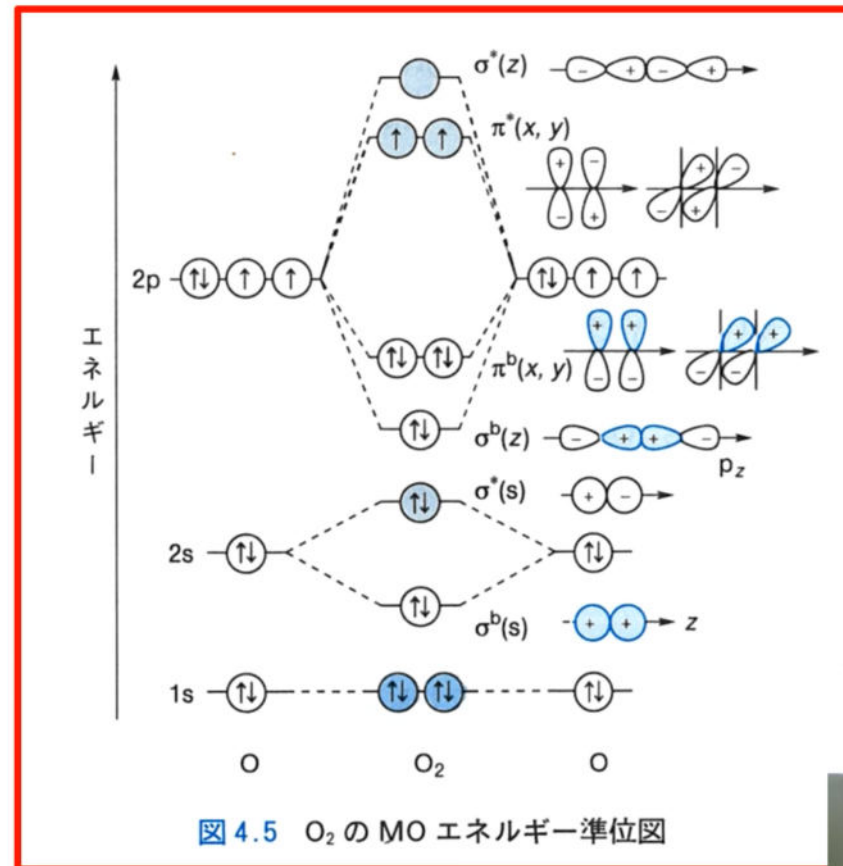 σ*(z)
− + − +
π*(x, y)
↑ ↑
+ − + −
− + − +
2p ↑↓ ↑ ↑
↑↓ ↑ ↑
エネルギー
↑↓ ↑↓
+ + + +
π^b(x, y)
− − − −
↑↓
σ^b(z)
− + + −
p_z
↑↓
σ*(s)
+ −
2s ↑↓
↑↓
↑↓
σ^b(s)
+ + z
1s ↑↓ ↑↓ ↑↓ ↑↓
O O₂ O
図 4.5 O₂ の MO エネルギー準位図